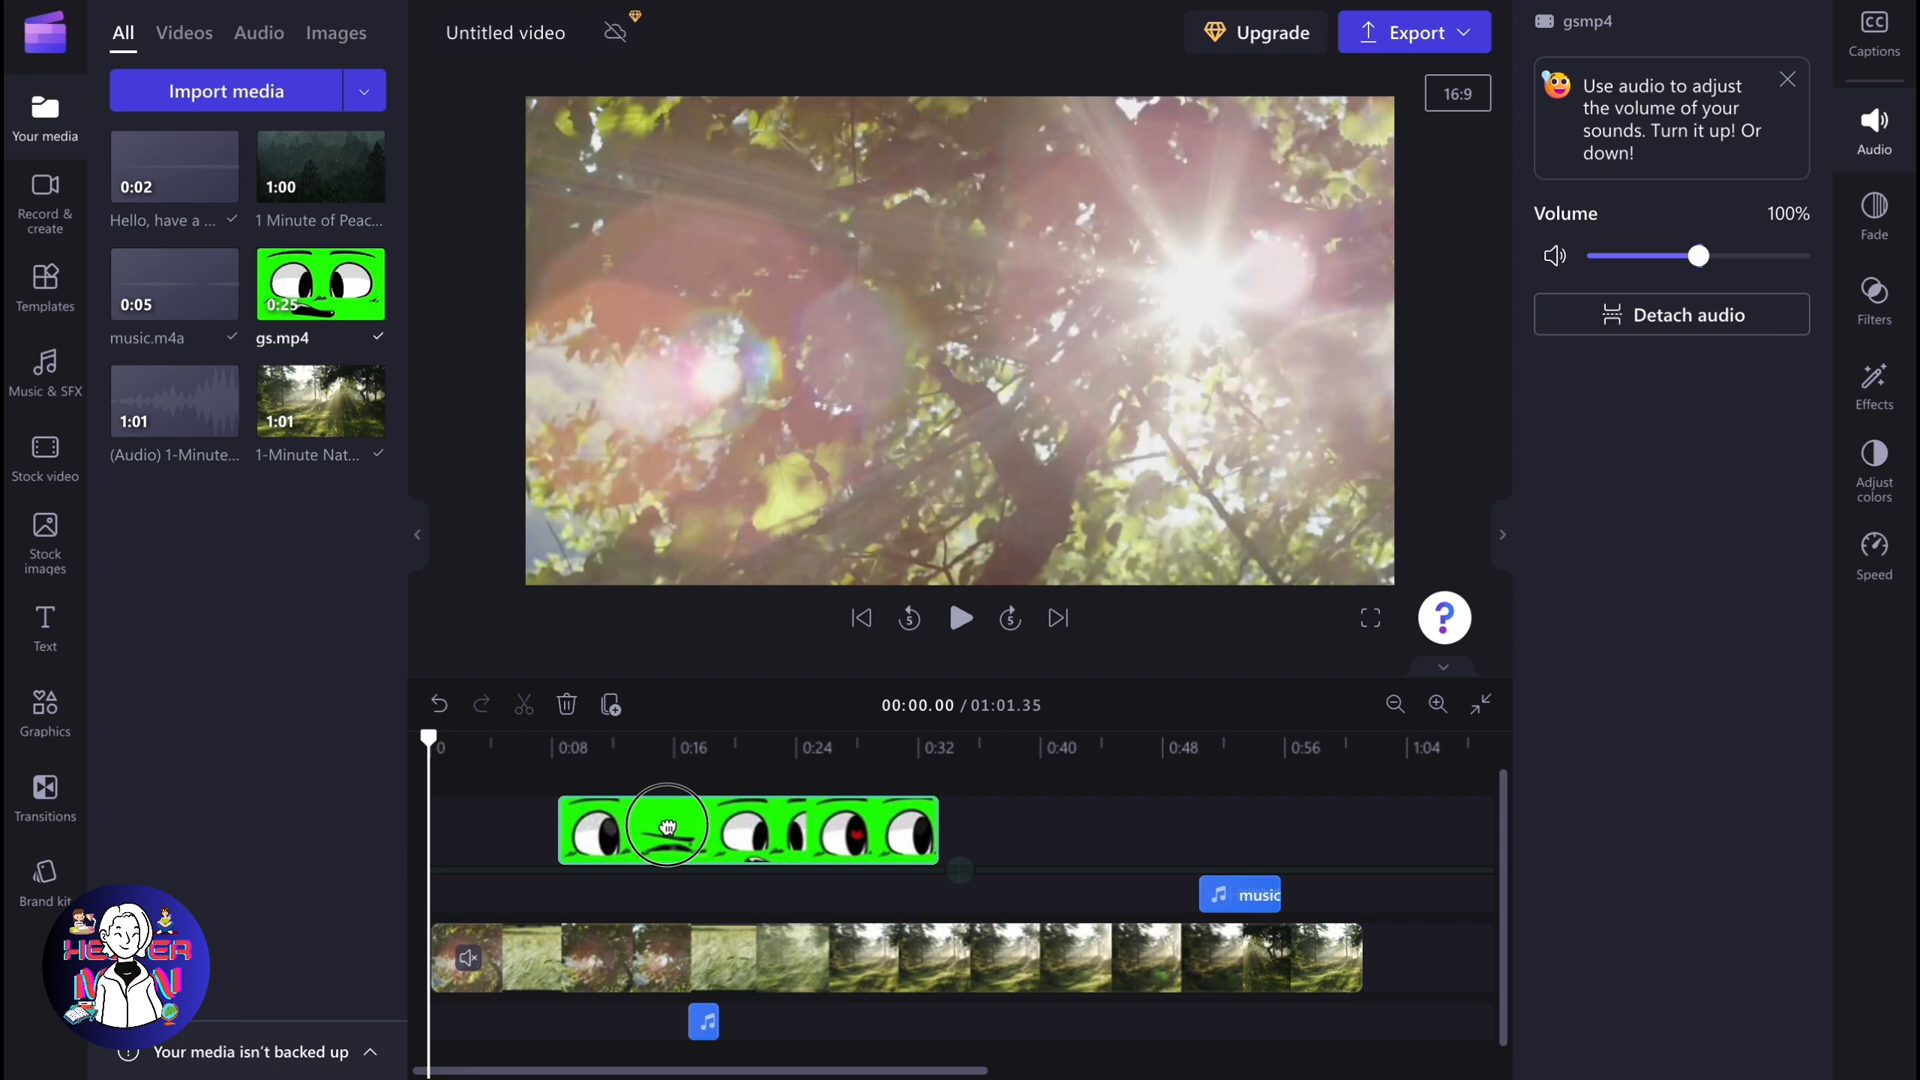 All
Videos
Audio
Images
Untitled video
Upgrade
Export
gsmp4
Captions
Import media
16:9
Use audio to adjust
the volume of your
sounds. Turn it up! Or
down!
Your media
Audio
0:02
1:00
Hello, have a ...
1 Minute of Peac...
Record &
create
Volume
100%
Fade
Detach audio
Templates
0:05
0:25
music.m4a
gs.mp4
Filters
Music & SFX
1:01
1:01
(Audio) 1-Minute...
1-Minute Nat...
Effects
Stock video
Adjust
colors
Stock
images
Speed
5
5
?
Text
00:00.00 / 01:01.35
Graphics
0
0:08
0:16
0:24
0:32
0:40
0:48
0:56
1:04
Transitions
music
Brand kit
Your media isn't backed up